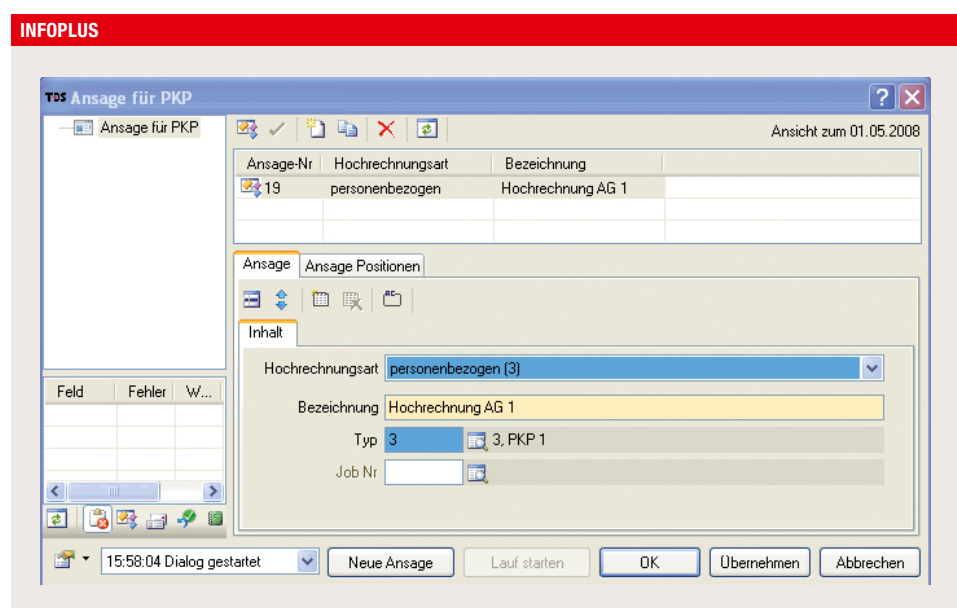 INFOPLUS
TDS Ansage für PKP
Ansage für PKP
Ansicht zum 01.05.2008
Ansage-Nr Hochrechnungsart Bezeichnung
19 personenbezogen Hochrechnung AG 1
Ansage Ansage Positionen
Inhalt
Hochrechnungsart personenbezogen (3)
Bezeichnung Hochrechnung AG 1
Typ 3 3, PKP 1
Job Nr
Feld Fehler W...
15:58:04 Dialog gestartet Neue Ansage Lauf starten OK Übernehmen Abbrechen